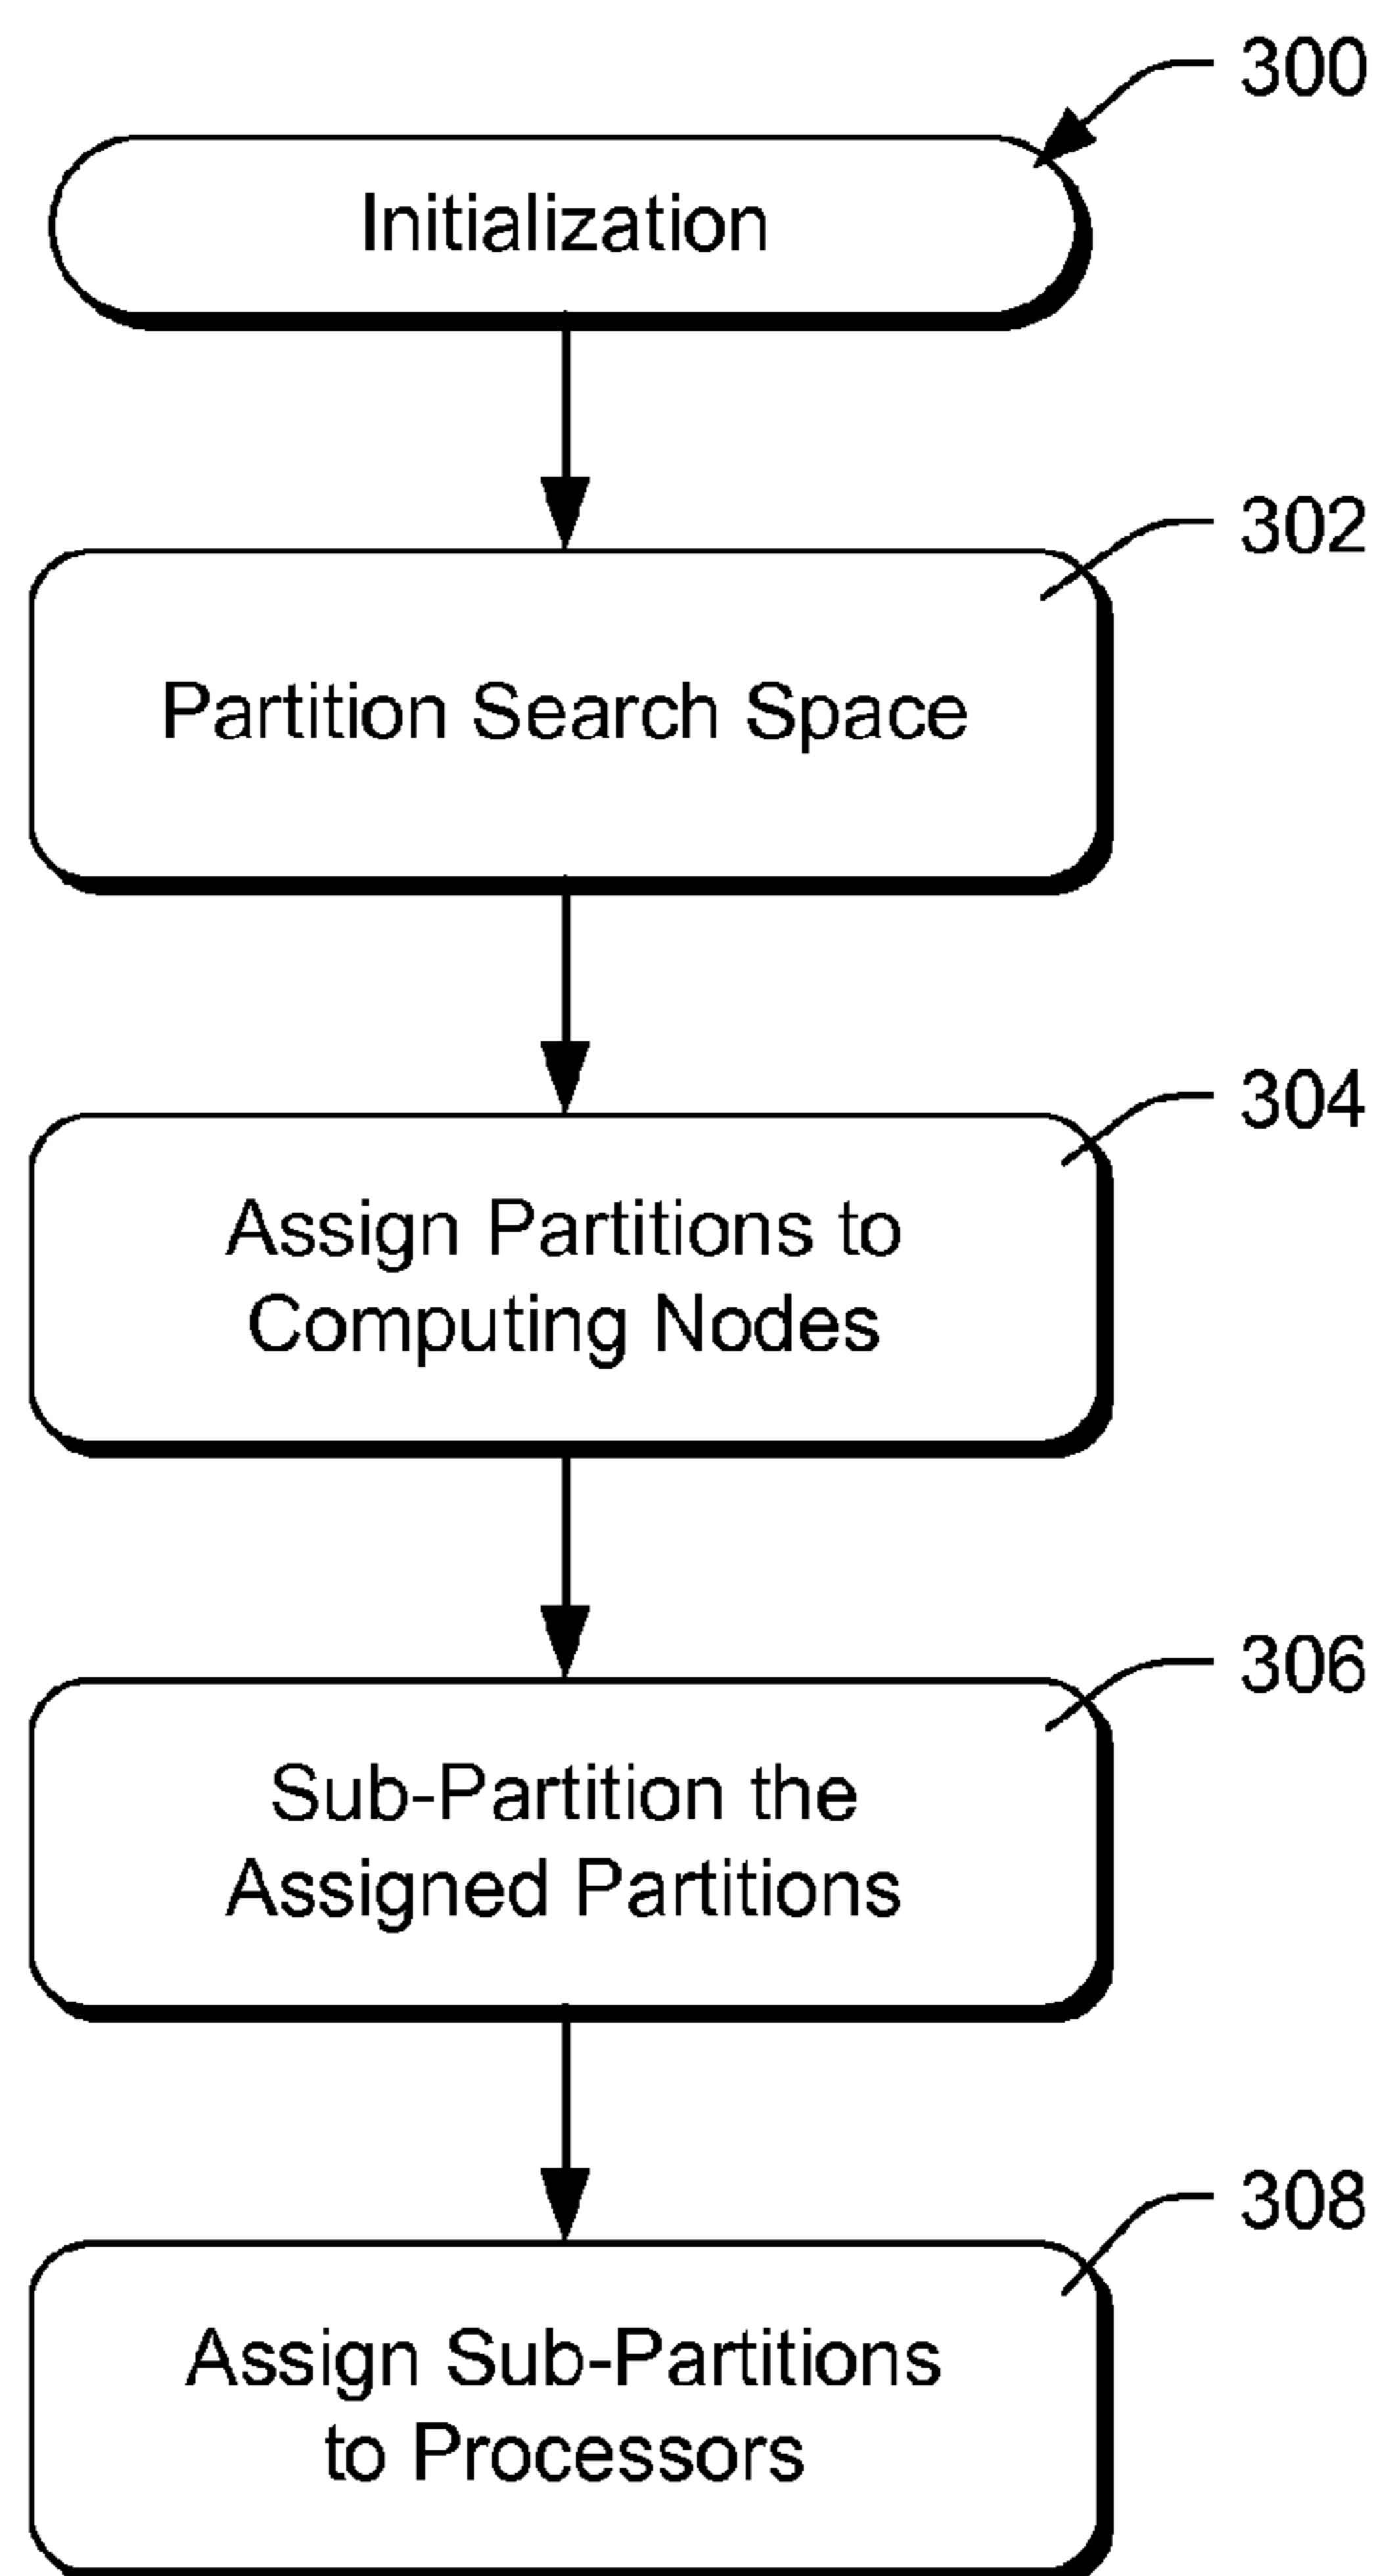 300
Initialization
302
Partition Search Space
304
Assign Partitions to
Computing Nodes
306
Sub-Partition the
Assigned Partitions
308
Assign Sub-Partitions
to Processors